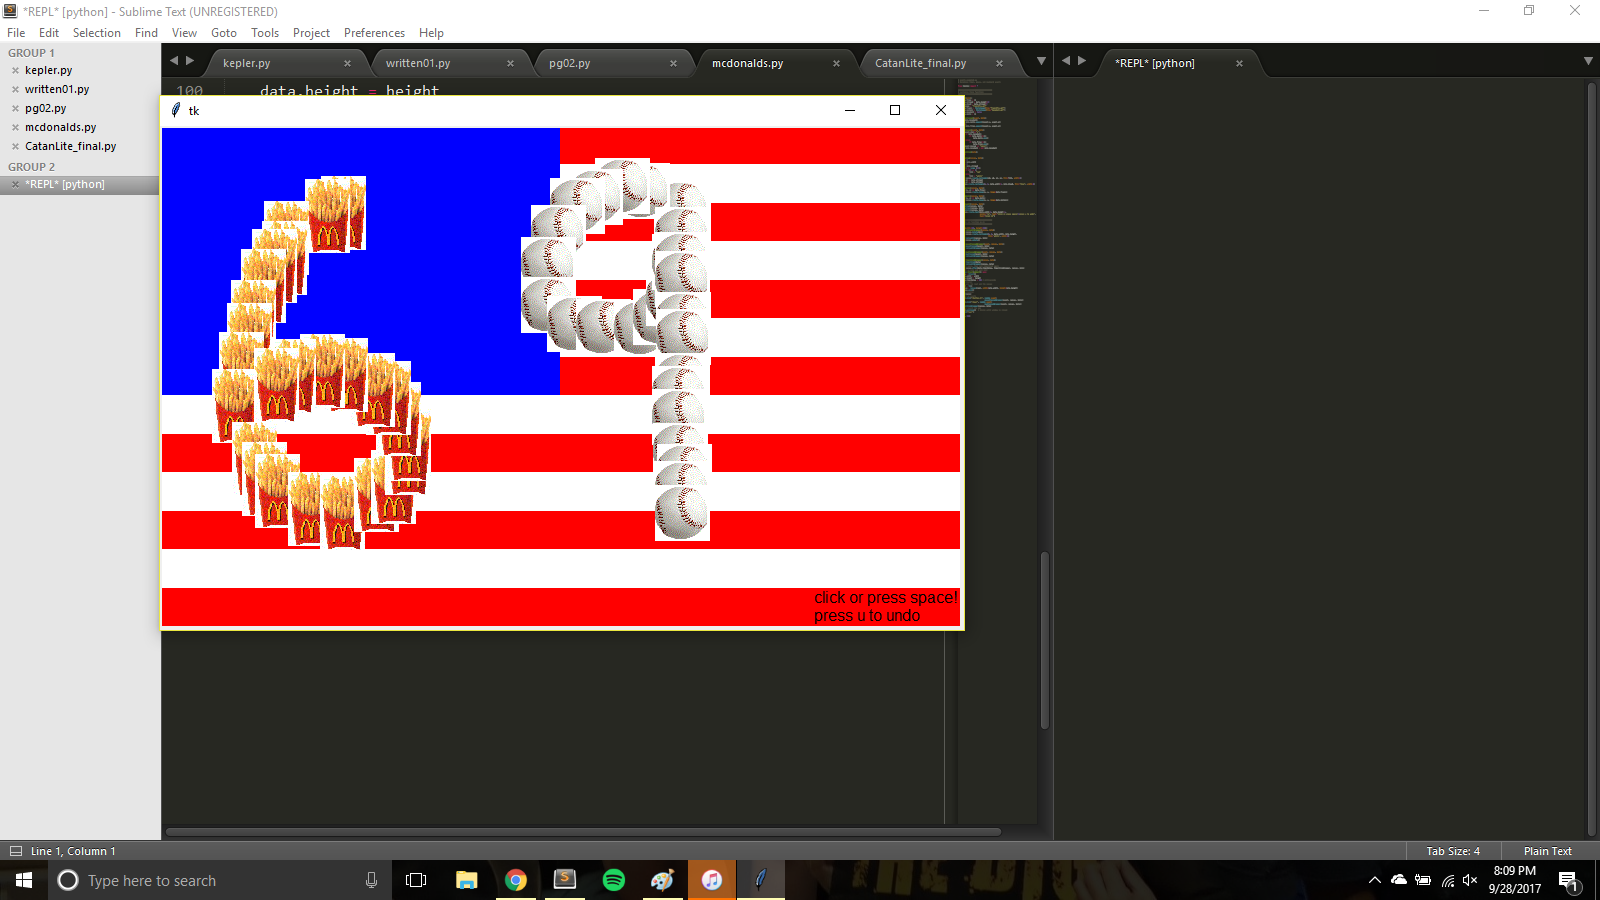 *REPL* [python] - Sublime Text (UNREGISTERED)
File Edit Selection Find View Goto Tools Project Preferences Help
GROUP 1
kepler.py
written01.py
pg02.py
mcdonalds.py
CatanLite_final.py
GROUP 2
*REPL* [python]
kepler.py written01.py pg02.py mcdonalds.py CatanLite_final.py *REPL* [python]
100 data.height = height
tk
69
click or press space!
press u to undo
Line 1, Column 1 Tab Size: 4 Plain Text
Type here to search
8:09 PM
9/28/2017
1